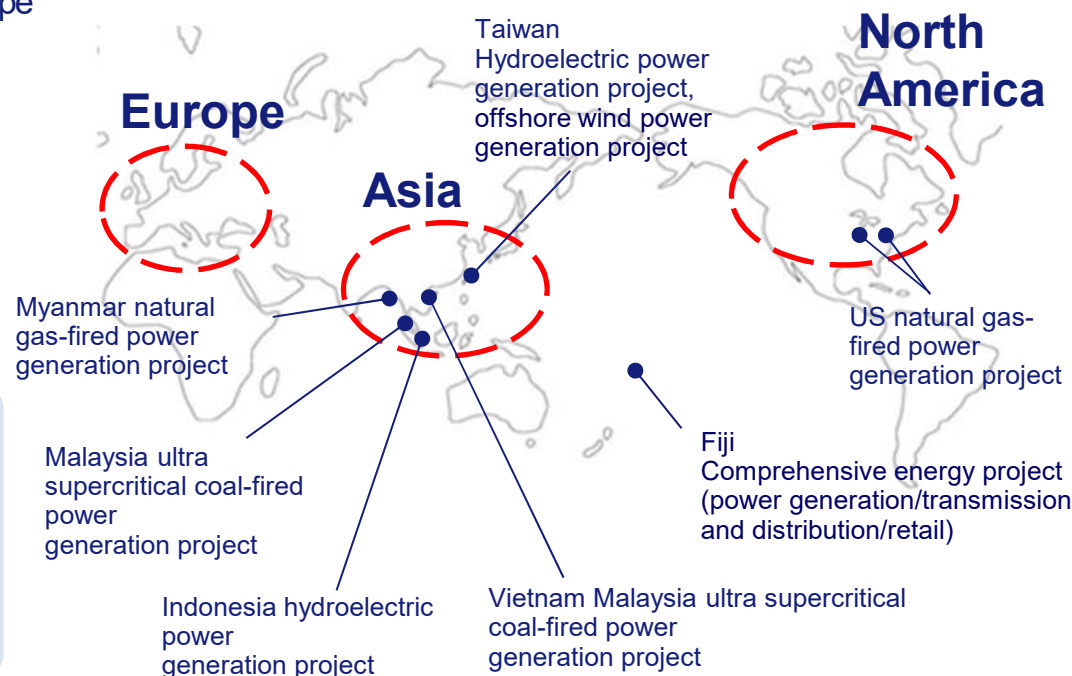 pe
Taiwan
Hydroelectric power
generation project,
offshore wind power
generation project
North
America
Europe
Asia
Myanmar natural
gas-fired power
generation project
US natural gas-
fired power
generation project
Malaysia ultra
supercritical coal-fired
power
generation project
Fiji
Comprehensive energy project
(power generation/transmission
and distribution/retail)
Indonesia hydroelectric
power
generation project
Vietnam Malaysia ultra supercritical
coal-fired power
generation project